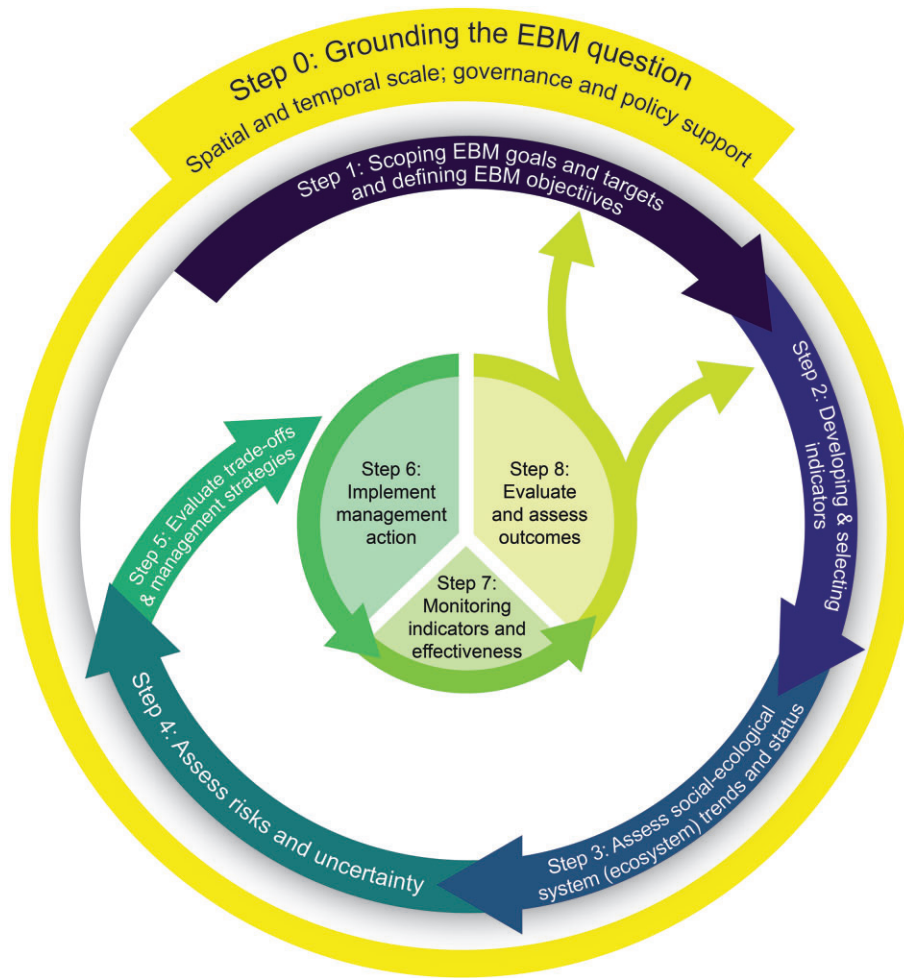 Step 0: Grounding the EBM question
Spatial and temporal scale; governance and policy support
Step 1: Scoping EBM goals and targets
and defining EBM objectiives
Step 2: Developing & selecting
indicators
Step 3: Assess social-ecological
system (ecosystem) trends and status
Step 4: Assess risks and uncertainty
Step 5: Evaluate trade-offs
& management strategies
Step 6:
Implement
management
action
Step 7:
Monitoring
indicators and
effectiveness
Step 8:
Evaluate
and assess
outcomes